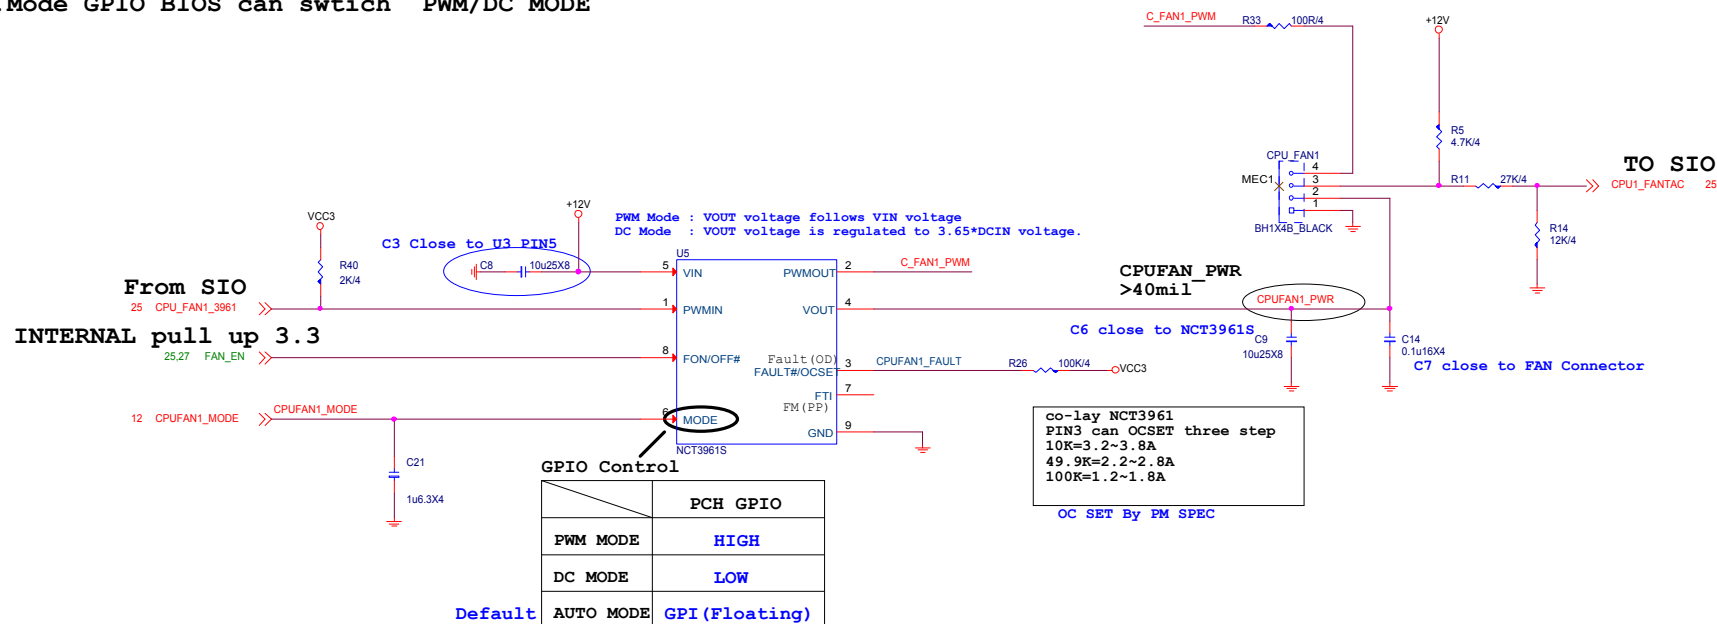 .Mode GPIO BIOS can swtich PWM/DC MODE
C_FAN1_PWM
R33
100R/4
+12V
R5
4.7K/4
CPU_FAN1
MEC1
4
3
2
1
BH1X4B_BLACK
R11
27K/4
TO SIO
CPU1_FANTAC 25
R14
12K/4
VCC3
R40
2K/4
+12V
C3 Close to U3 PIN5
C8
10u25X8
PWM Mode : VOUT voltage follows VIN voltage
DC Mode : VOUT voltage is regulated to 3.65*DCIN voltage.
U5
From SIO
25 CPU_FAN1_3961
INTERNAL pull up 3.3
25,27 FAN_EN
12 CPUFAN1_MODE
CPUFAN1_MODE
C21
1u6.3X4
5
VIN
1
PWMIN
8
FON/OFF#
6
MODE
PWMOUT
2
C_FAN1_PWM
VOUT
4
Fault(OD)
FAULT#/OCSET
3
CPUFAN1_FAULT
R26
100K/4
VCC3
FTI
7
FM(PP)
GND
9
NCT3961S
CPUFAN_PWR
>40mil
CPUFAN1_PWR
C6 close to NCT3961S
C9
10u25X8
C14
0.1u16X4
C7 close to FAN Connector
co-lay NCT3961
PIN3 can OCSET three step
10K=3.2~3.8A
49.9K=2.2~2.8A
100K=1.2~1.8A
OC SET By PM SPEC
GPIO Control
PCH GPIO
PWM MODE HIGH
DC MODE LOW
Default AUTO MODE GPI(Floating)